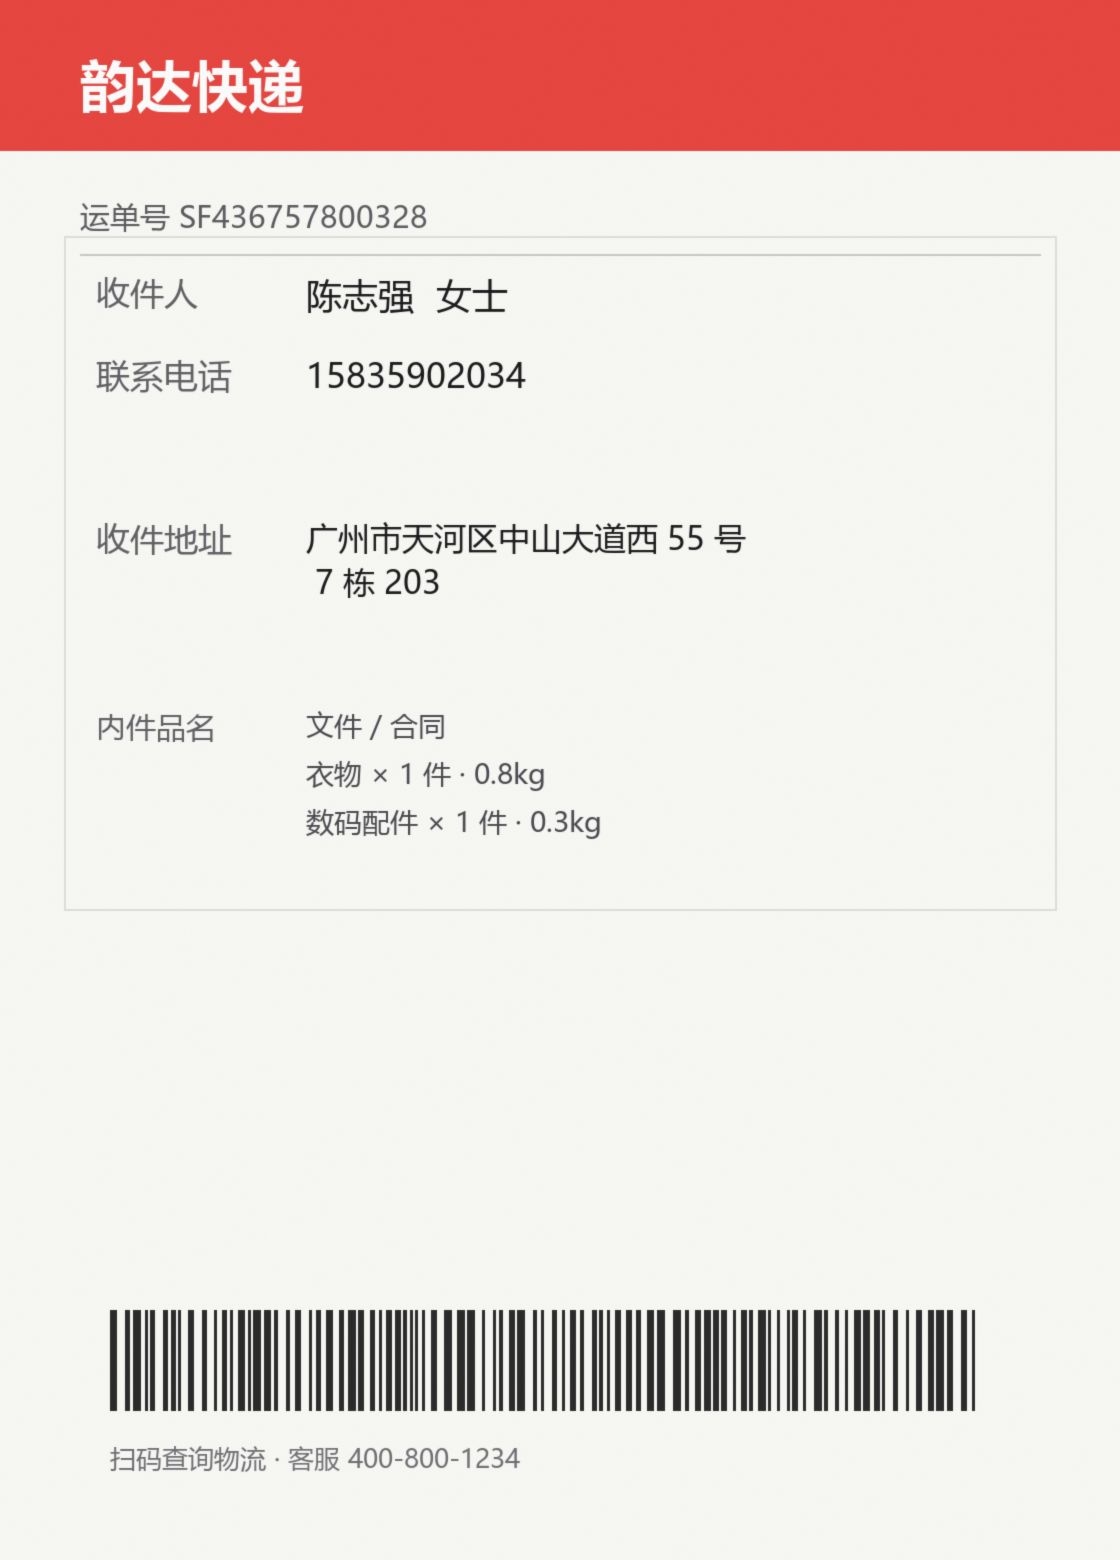 韵达快递
运单号 SF436757800328
收件人 陈志强 女士
联系电话 15835902034
收件地址 广州市天河区中山大道西 55 号
7 栋 203
内件品名 文件 / 合同
衣物 × 1 件 · 0.8kg
数码配件 × 1 件 · 0.3kg
扫码查询物流 · 客服 400-800-1234